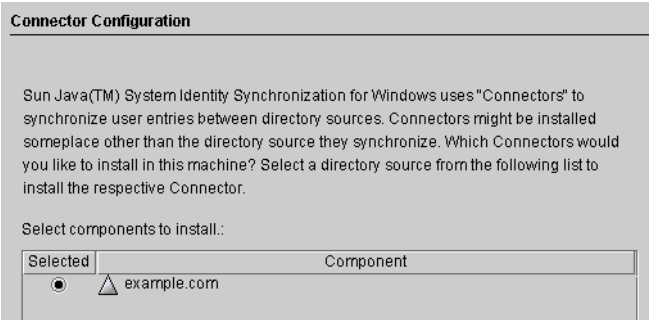 Connector Configuration
Sun Java(TM) System Identity Synchronization for Windows uses "Connectors" to
synchronize user entries between directory sources. Connectors might be installed
someplace other than the directory source they synchronize. Which Connectors would
you like to install in this machine? Select a directory source from the following list to
install the respective Connector.
Select components to install.:
Selected Component
example.com